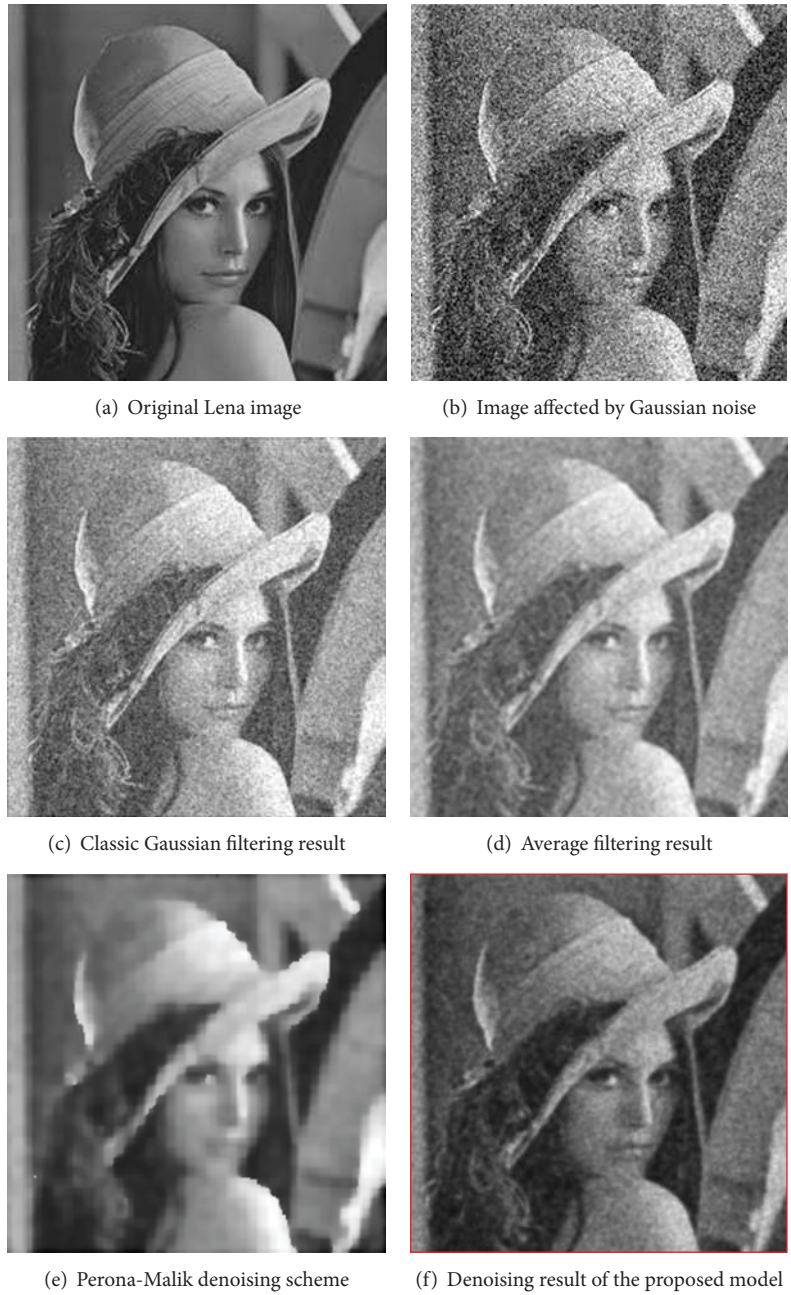 (a) Original Lena image
(b) Image affected by Gaussian noise
(c) Classic Gaussian filtering result
(d) Average filtering result
(e) Perona-Malik denoising scheme
(f) Denoising result of the proposed model